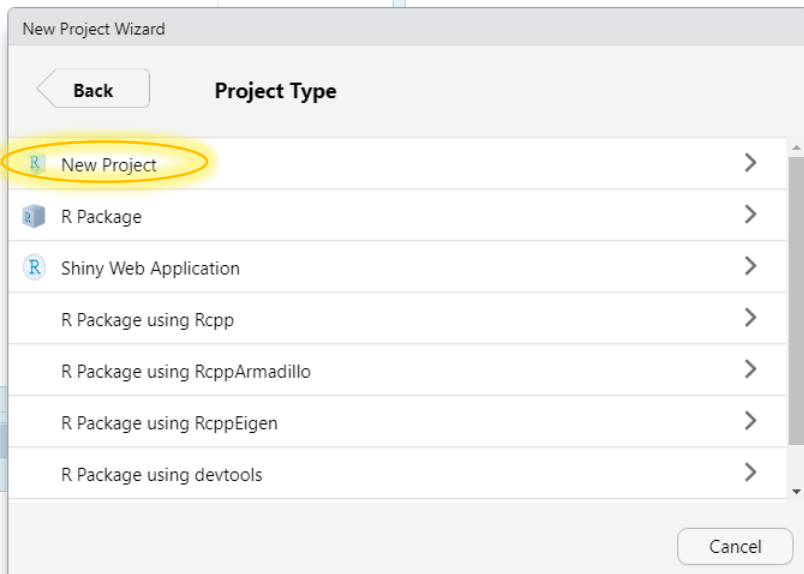 New Project Wizard
Back
Project Type
R New Project
R R Package
R Shiny Web Application
R Package using Rcpp
R Package using RcppArmadillo
R Package using RcppEigen
R Package using devtools
Cancel